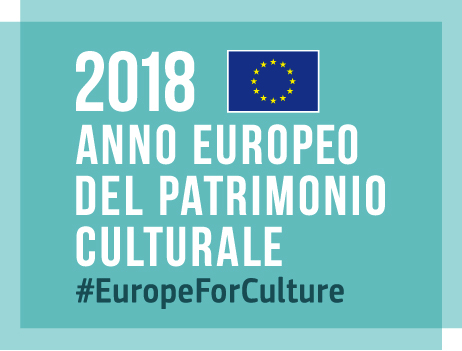 2018
ANNO EUROPEO
DEL PATRIMONIO
CULTURALE
#EuropeForCulture